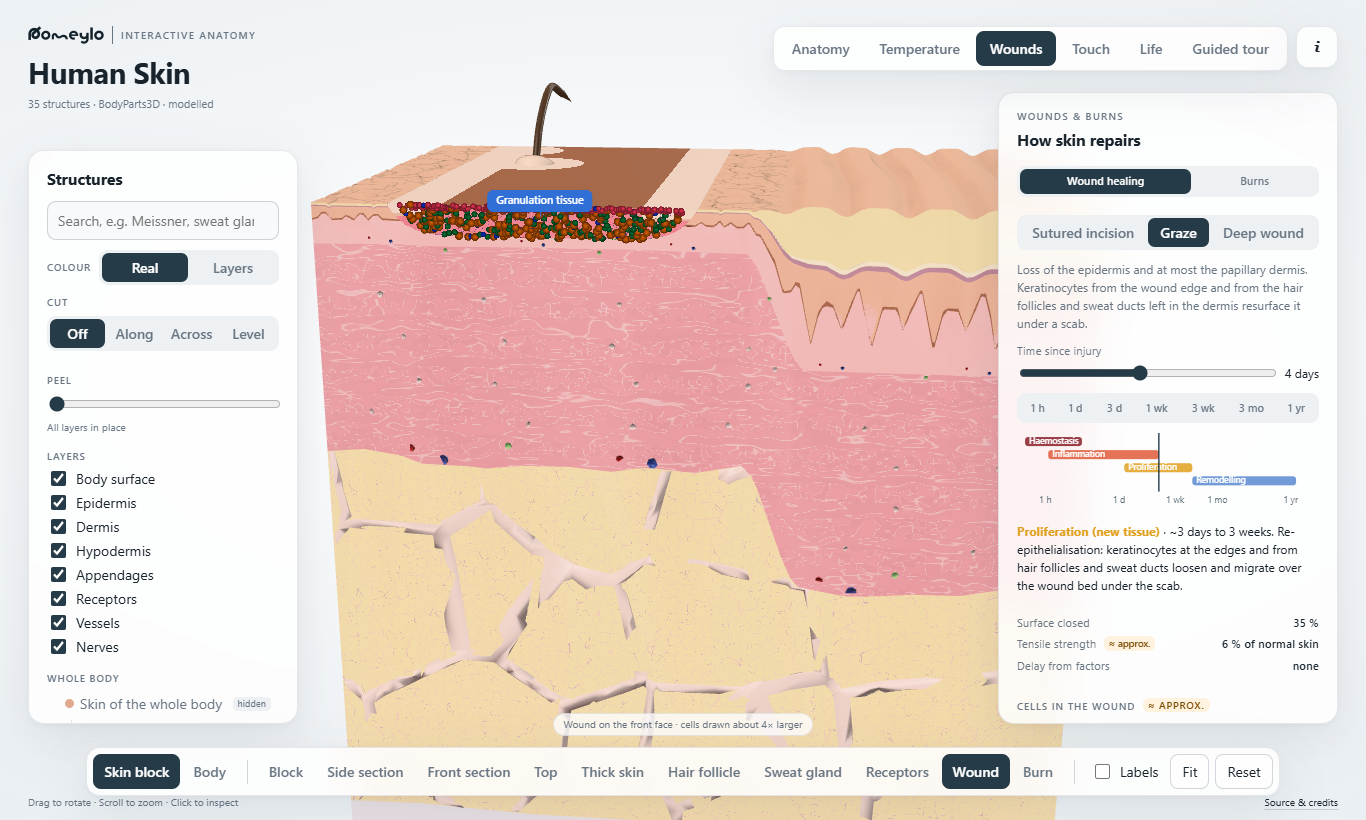 Pomeylo
INTERACTIVE ANATOMY
Human Skin
35 structures · BodyParts3D · modelled
Anatomy
Temperature
Wounds
Touch
Life
Guided tour
i
Structures
Search, e.g. Meissner, sweat glan
COLOUR
Real
Layers
CUT
Off
Along
Across
Level
PEEL
All layers in place
LAYERS
Body surface
Epidermis
Dermis
Hypodermis
Appendages
Receptors
Vessels
Nerves
WHOLE BODY
Skin of the whole body
hidden
Granulation tissue
Wound on the front face · cells drawn about 4× larger
WOUNDS & BURNS
How skin repairs
Wound healing
Burns
Sutured incision
Graze
Deep wound
Loss of the epidermis and at most the papillary dermis.
Keratinocytes from the wound edge and from the hair
follicles and sweat ducts left in the dermis resurface it
under a scab.
Time since injury
4 days
1 h
1 d
3 d
1 wk
3 wk
3 mo
1 yr
Haemostasis
Inflammation
Proliferation
Remodelling
1 h
1 d
1 wk
1 mo
1 yr
Proliferation (new tissue) · ~3 days to 3 weeks. Re-
epithelialisation: keratinocytes at the edges and from
hair follicles and sweat ducts loosen and migrate over
the wound bed under the scab.
Surface closed
35 %
Tensile strength
≈ approx.
6 % of normal skin
Delay from factors
none
CELLS IN THE WOUND
≈ APPROX.
Skin block
Body
Block
Side section
Front section
Top
Thick skin
Hair follicle
Sweat gland
Receptors
Wound
Burn
Labels
Fit
Reset
Drag to rotate · Scroll to zoom · Click to inspect
Source & credits